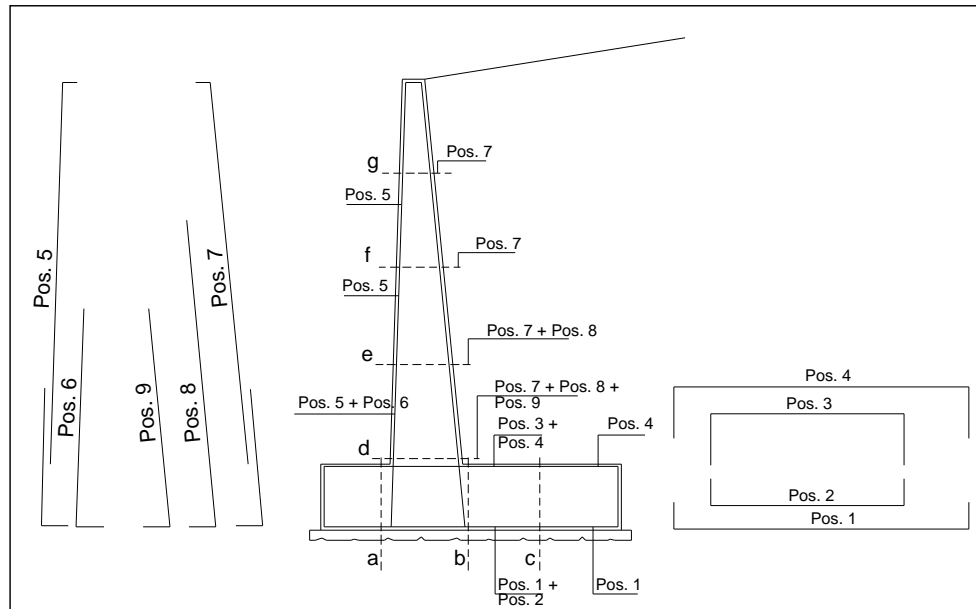 g
Pos. 7
Pos. 5
f
Pos. 7
Pos. 5
e
Pos. 7 + Pos. 8
Pos. 5 + Pos. 6
Pos. 7 + Pos. 8 +
Pos. 9
d
Pos. 3 +
Pos. 4
Pos. 4
a
b
c
Pos. 1 +
Pos. 2
Pos. 1
Pos. 5
Pos. 6
Pos. 9
Pos. 8
Pos. 7
Pos. 4
Pos. 3
Pos. 2
Pos. 1